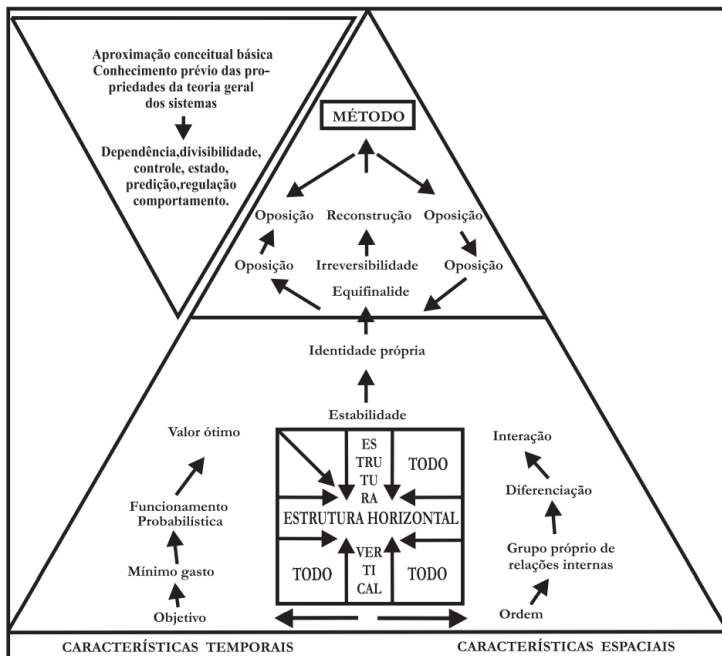 Aproximação conceitual básica
Conhecimento prévio das pro-
priedades da teoria geral
dos sistemas
Dependência,divisibilidade,
controle, estado,
predição,regulação
comportamento.
MÉTODO
Oposição
Reconstrução
Oposição
Oposição
Irreversibilidade
Oposição
Equifinalide
Identidade própria
Estabilidade
Valor ótimo
Funcionamento
Probabilística
Mínimo gasto
Objetivo
ES
TRU
TU
RA
TODO
ESTRUTURA HORIZONTAL
TODO
VER
TI
CAL
TODO
Interação
Diferenciação
Grupo próprio de
relações internas
Ordem
CARACTERÍSTICAS TEMPORAIS
CARACTERÍSTICAS ESPACIAIS